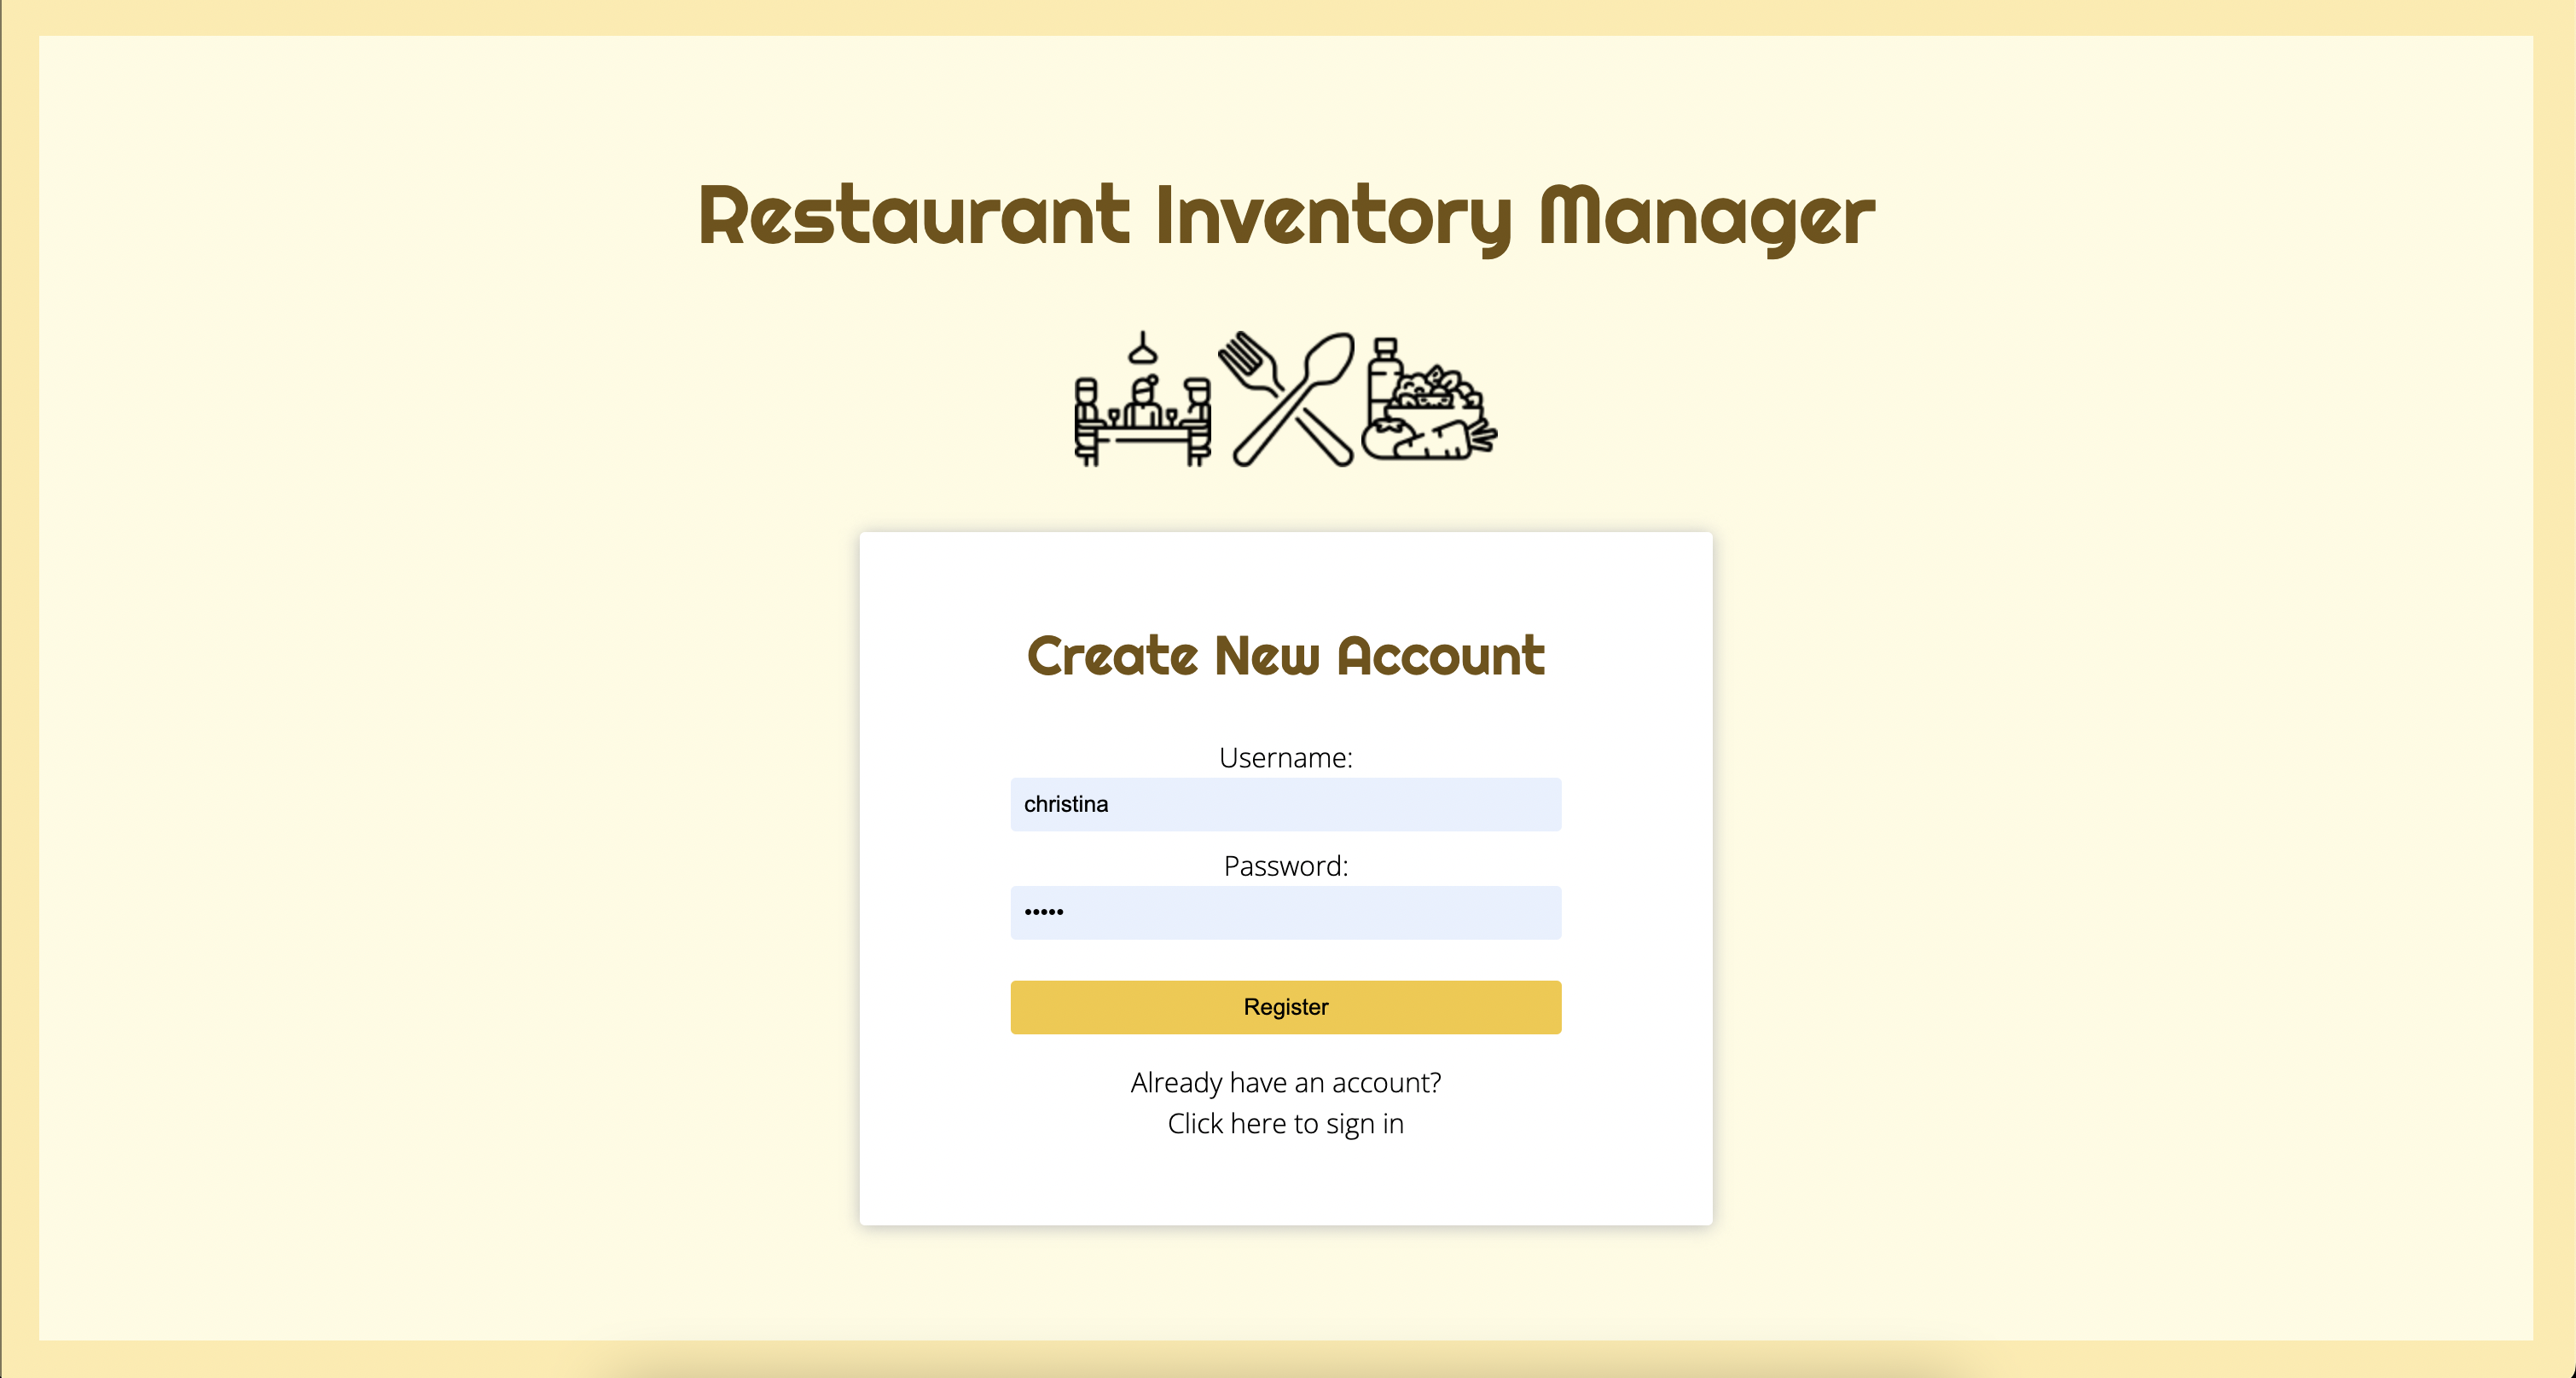 Restaurant Inventory Manager
Create New Account
Username:
christina
Password:
•••••
Register
Already have an account?
Click here to sign in